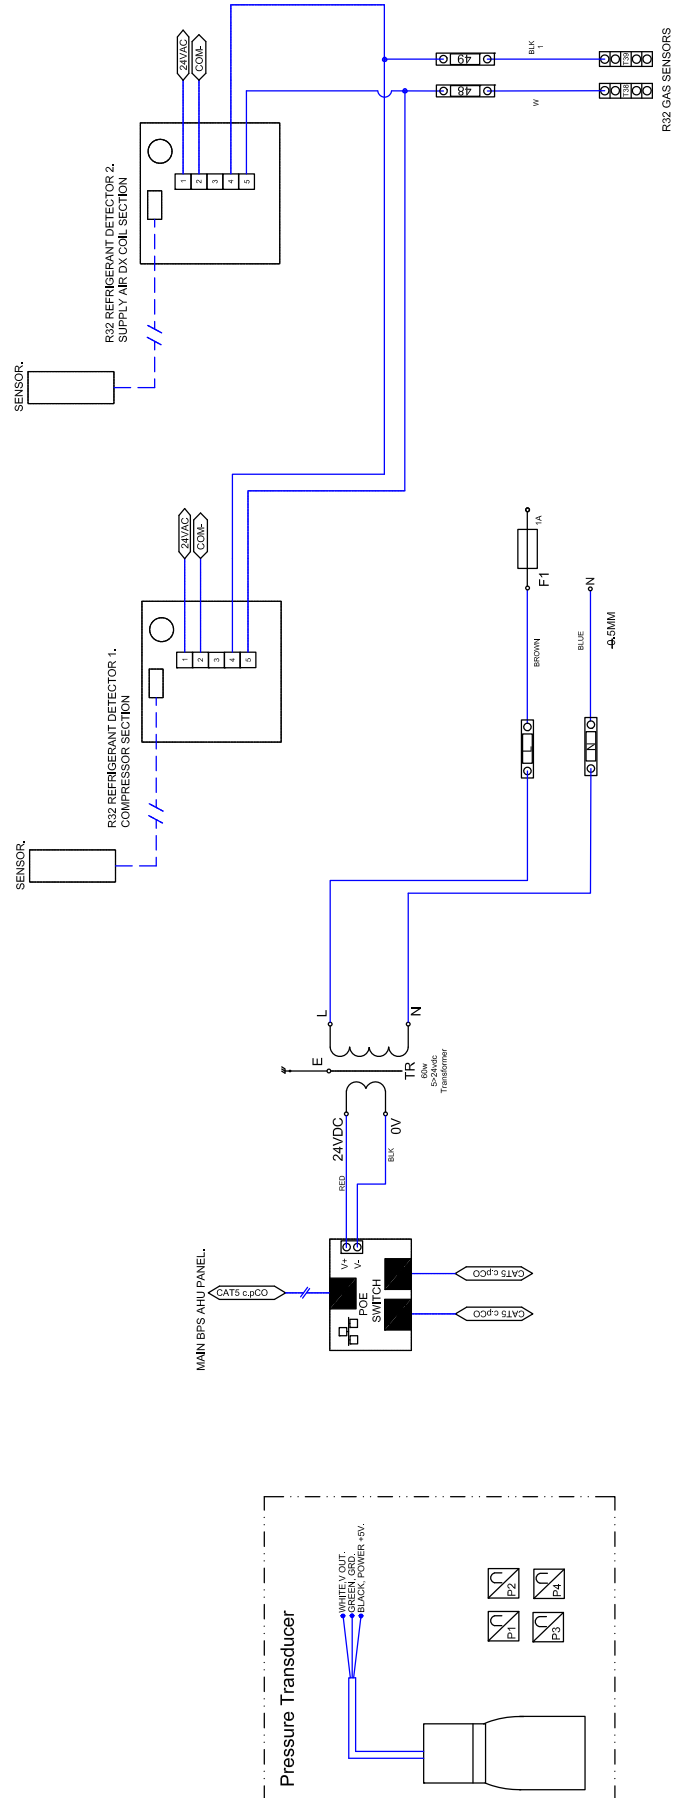 24VAC
COM-
1
2
3
4
5
R32 REFRIGERANT DETECTOR 2.
SUPPLY AIR DX COIL SECTION
SENSOR.
49
48
BLK
1
W
T39
T38
R32 GAS SENSORS
24VAC
COM-
1
2
3
4
5
R32 REFRIGERANT DETECTOR 1.
COMPRESSOR SECTION
SENSOR.
1A
F1
BROWN
N
BLUE
0.5MM
L
N
L
N
E
TR
60w
5>24vdc
Transformer
24VDC
0V
RED
BLK
V+
V-
POE
SWITCH
MAIN BPS AHU PANEL.
CAT5 c.pCO
CAT5 c.pCO
CAT5 c.pCO
Pressure Transducer
WHITE,V OUT.
GREEN, GRD.
BLACK, POWER +5V.
P1
P2
P3
P4